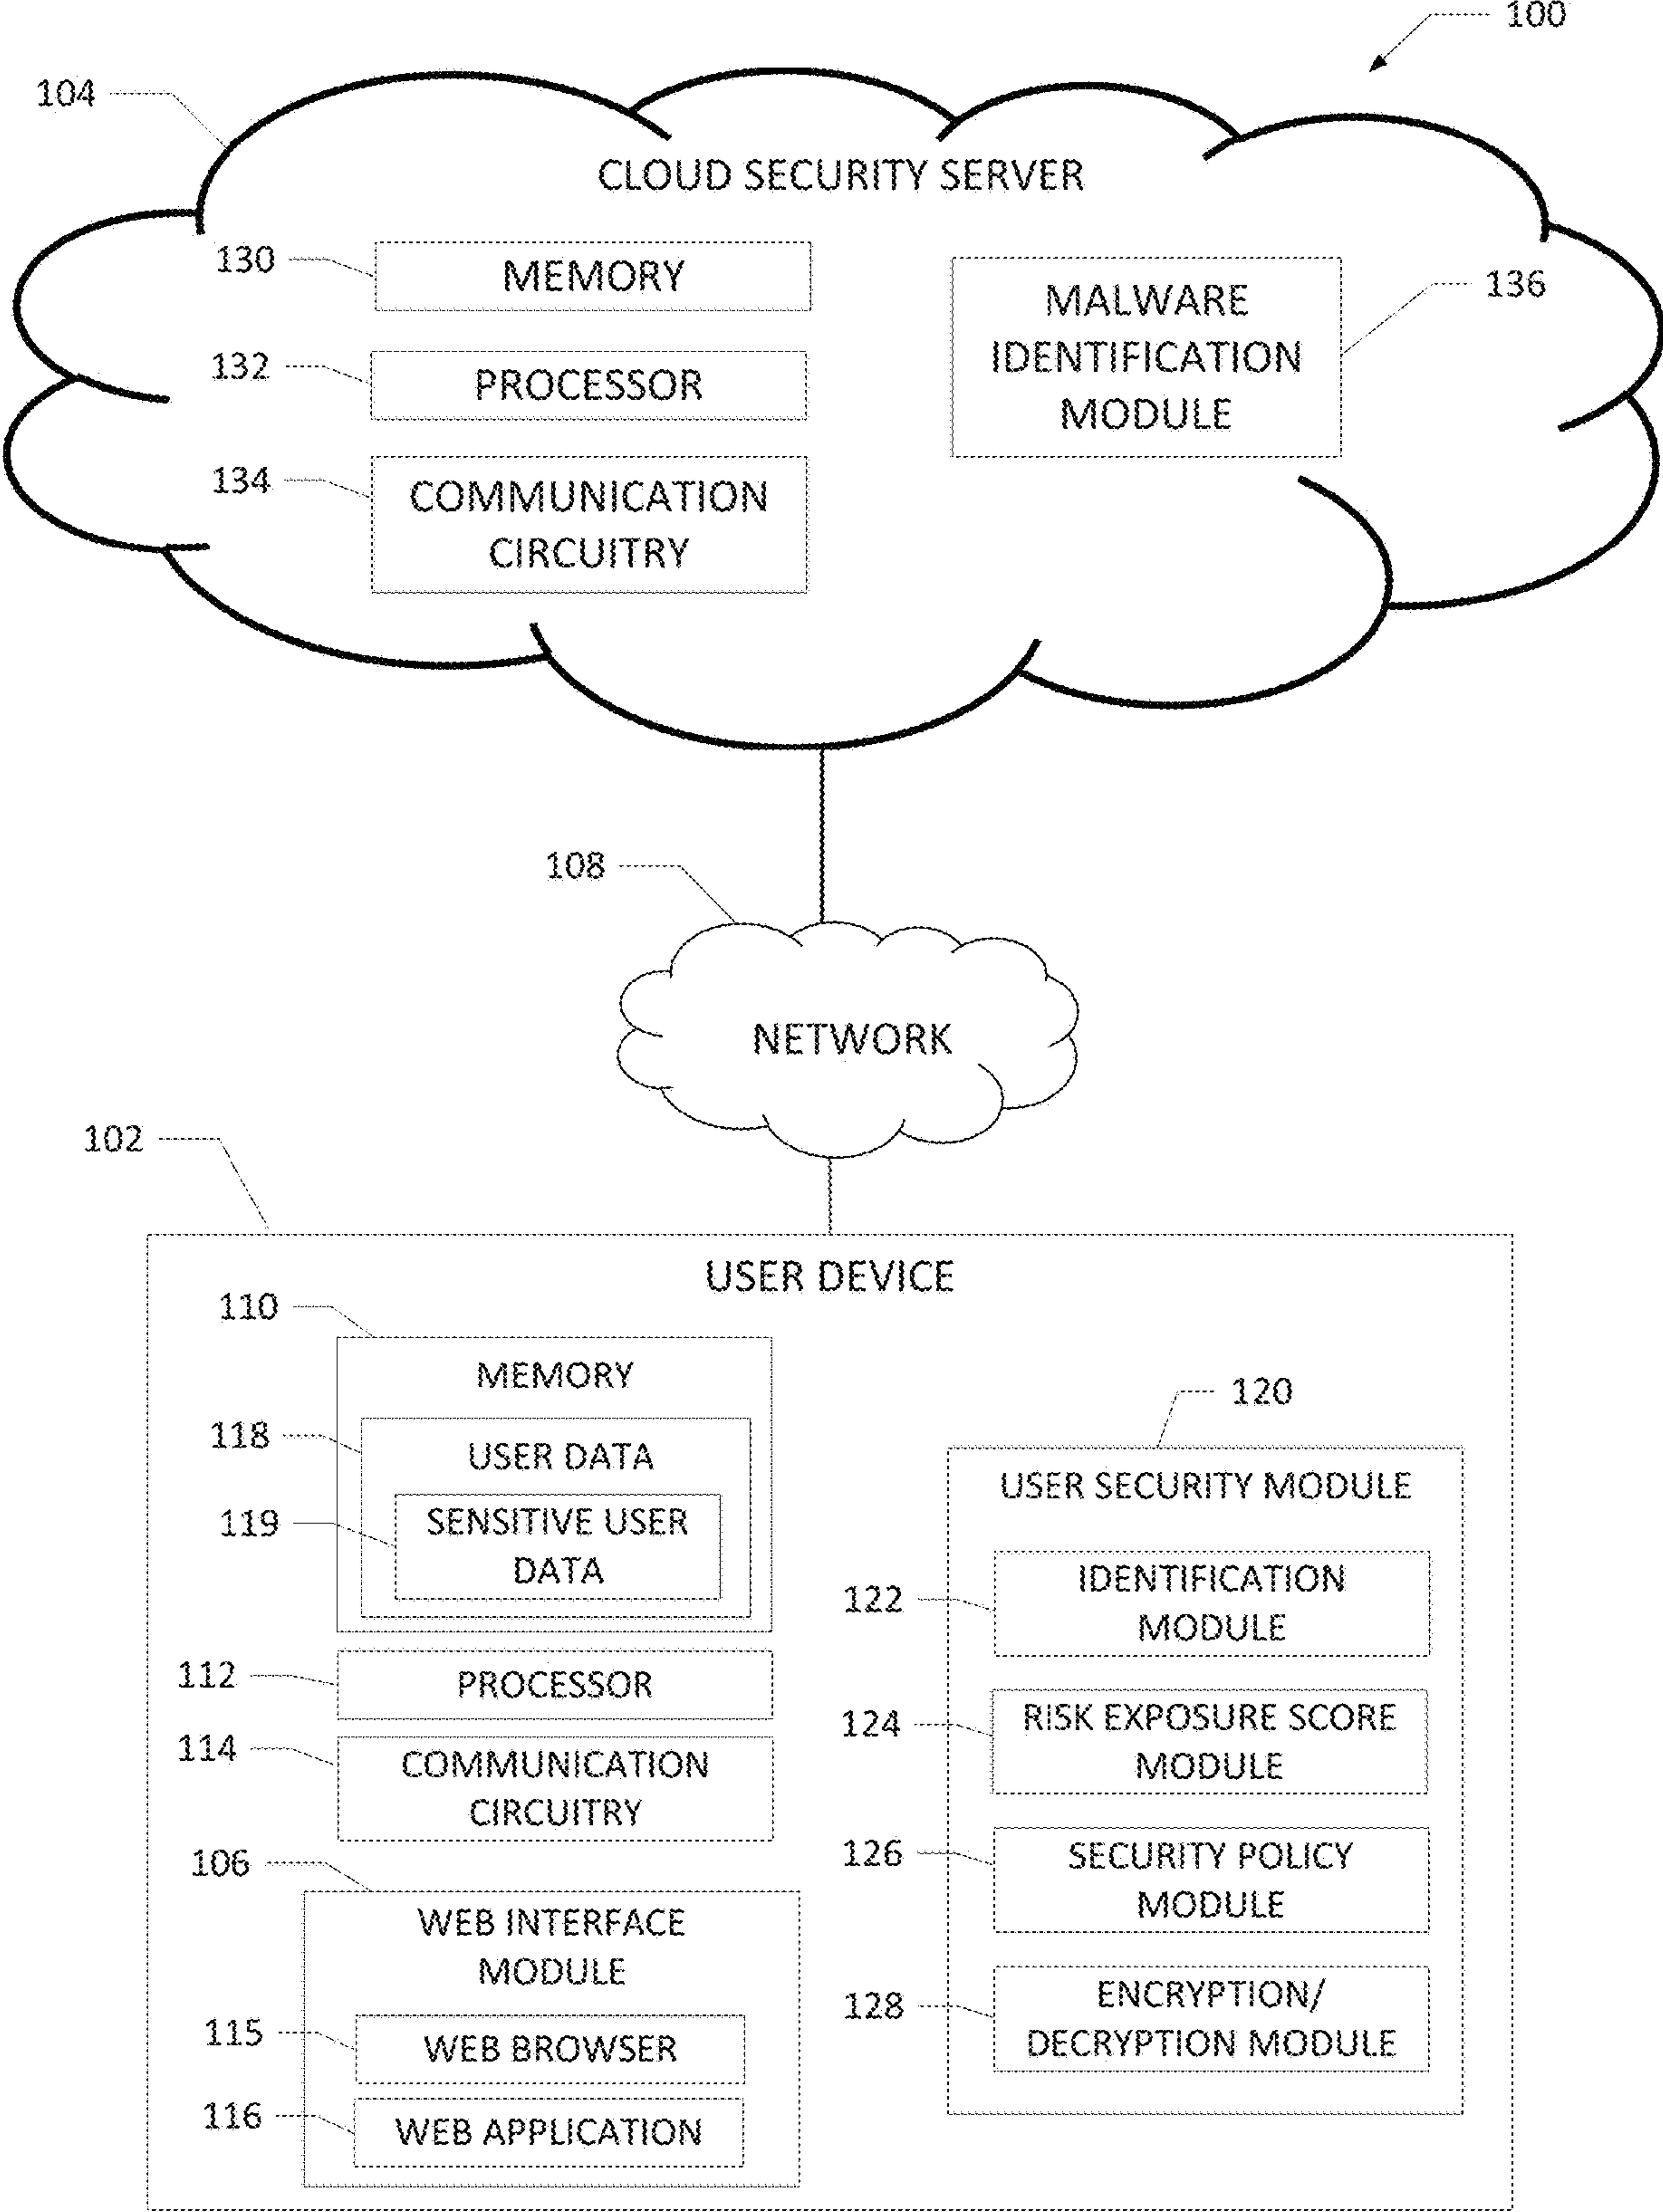 100
104
CLOUD SECURITY SERVER
130
MEMORY
132
PROCESSOR
134
COMMUNICATION
CIRCUITRY
MALWARE
IDENTIFICATION
MODULE
136
108
NETWORK
102
USER DEVICE
110
MEMORY
118
USER DATA
119
SENSITIVE USER
DATA
112
PROCESSOR
114
COMMUNICATION
CIRCUITRY
106
WEB INTERFACE
MODULE
115
WEB BROWSER
116
WEB APPLICATION
120
USER SECURITY MODULE
122
IDENTIFICATION
MODULE
124
RISK EXPOSURE SCORE
MODULE
126
SECURITY POLICY
MODULE
128
ENCRYPTION/
DECRYPTION MODULE